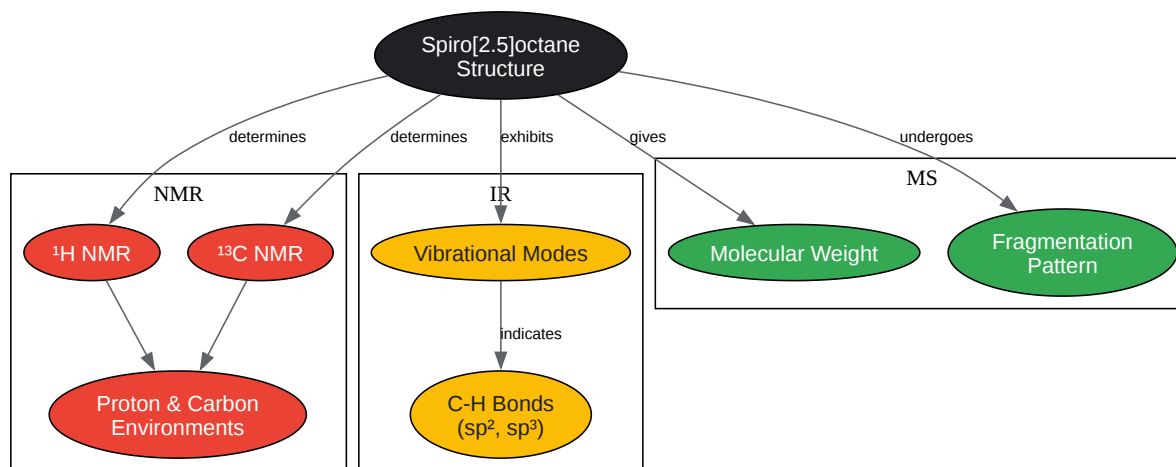 Spiro[2.5]octane
Structure
determines
determines
exhibits
gives
undergoes
NMR
IR
MS
¹H NMR
¹³C NMR
Vibrational Modes
Molecular Weight
Fragmentation
Pattern
indicates
Proton & Carbon
Environments
C-H Bonds
(sp², sp³)